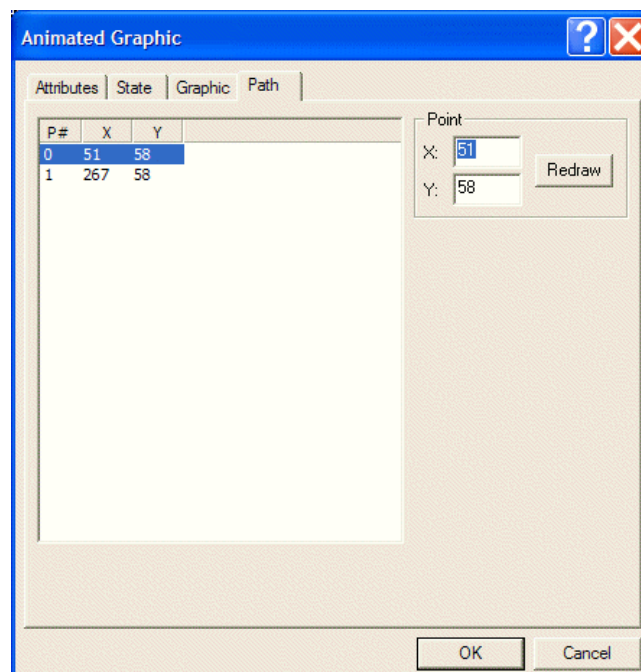 Animated Graphic
Attributes State Graphic Path
P# X Y
0 51 58
1 267 58
Point
X: 51
Y: 58
Redraw
OK Cancel